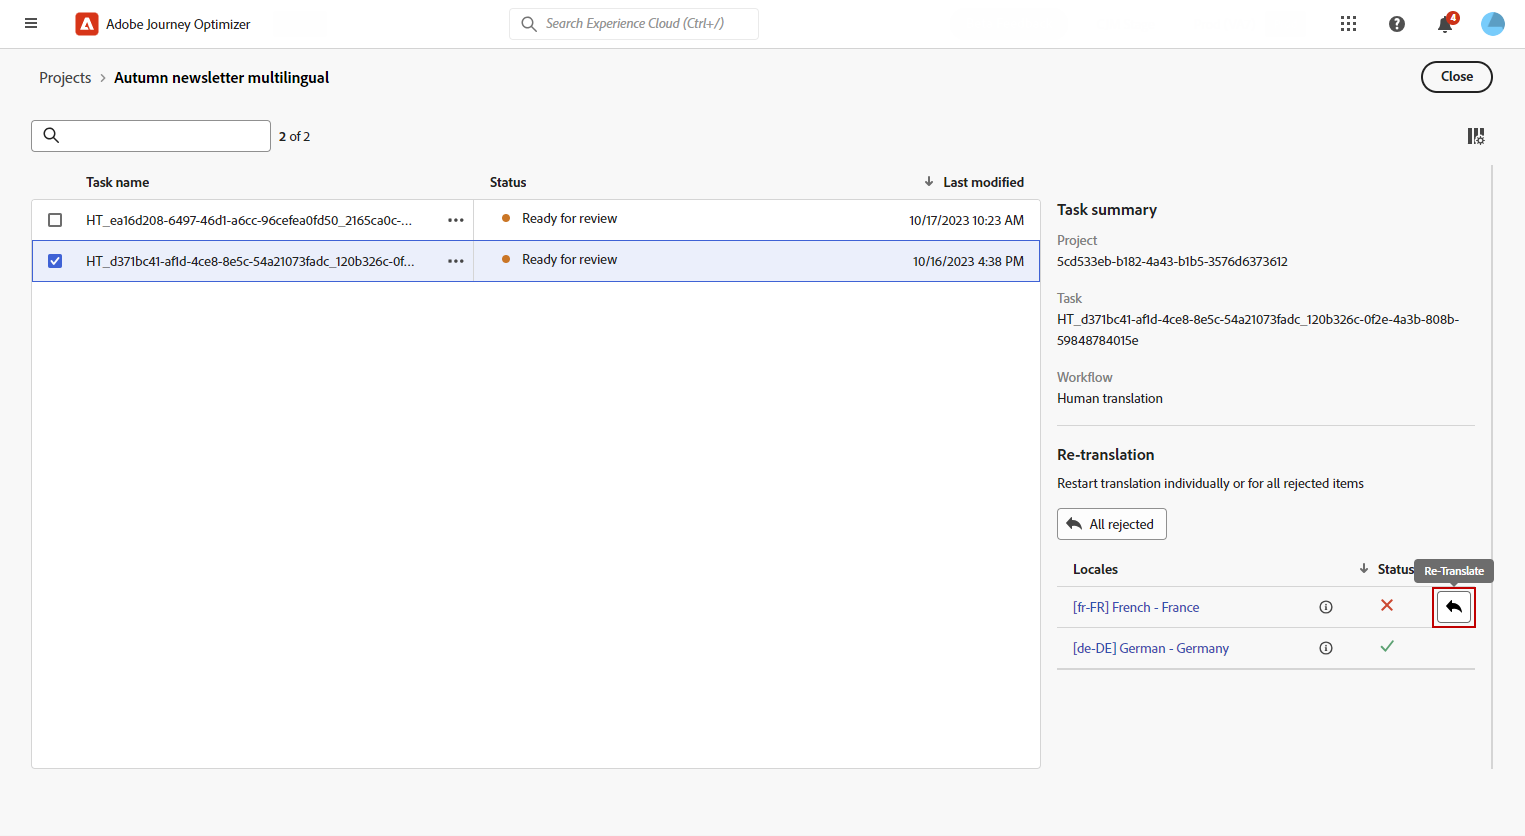 Adobe Journey Optimizer
Search Experience Cloud (Ctrl+/)
4
Projects > Autumn newsletter multilingual
Close
2 of 2
Task name
Status
Last modified
HT_ea16d208-6497-46d1-a6cc-96cefea0fd50_2165ca0c-...
Ready for review
10/17/2023 10:23 AM
HT_d371bc41-af1d-4ce8-8e5c-54a21073fadc_120b326c-0f...
Ready for review
10/16/2023 4:38 PM
Task summary
Project
5cd533eb-b182-4a43-b1b5-3576d6373612
Task
HT_d371bc41-af1d-4ce8-8e5c-54a21073fadc_120b326c-0f2e-4a3b-808b-
59848784015e
Workflow
Human translation
Re-translation
Restart translation individually or for all rejected items
All rejected
Locales
Status
Re-Translate
[fr-FR] French - France
[de-DE] German - Germany